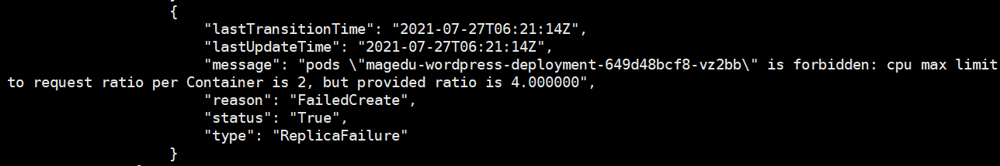 {
"lastTransitionTime": "2021-07-27T06:21:14Z",
"lastUpdateTime": "2021-07-27T06:21:14Z",
"message": "pods \"magedu-wordpress-deployment-649d48bcf8-vz2bb\" is forbidden: cpu max limit
to request ratio per Container is 2, but provided ratio is 4.000000",
"reason": "FailedCreate",
"status": "True",
"type": "ReplicaFailure"
}